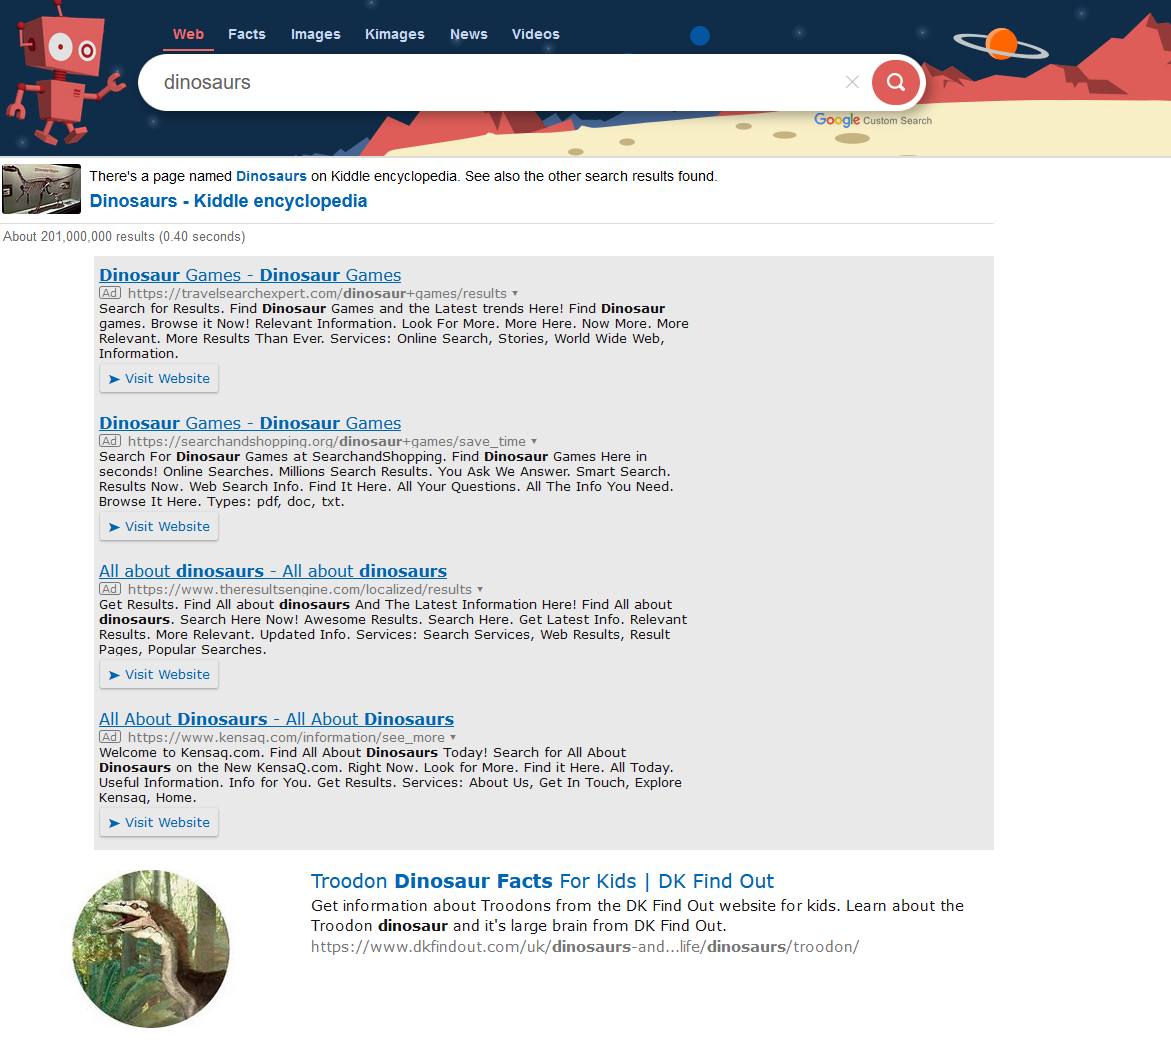 Web Facts Images Kimages News Videos
dinosaurs
Google Custom Search
There's a page named Dinosaurs on Kiddle encyclopedia. See also the other search results found.
Dinosaurs - Kiddle encyclopedia
About 201,000,000 results (0.40 seconds)
Dinosaur Games - Dinosaur Games
Ad https://travelsearchexpert.com/dinosaur+games/results
Search for Results. Find Dinosaur Games and the Latest trends Here! Find Dinosaur
games. Browse it Now! Relevant Information. Look For More. More Here. Now More. More
Relevant. More Results Than Ever. Services: Online Search, Stories, World Wide Web,
Information.
Visit Website
Dinosaur Games - Dinosaur Games
Ad https://searchandshopping.org/dinosaur+games/save_time
Search For Dinosaur Games at SearchandShopping. Find Dinosaur Games Here in
seconds! Online Searches. Millions Search Results. You Ask We Answer. Smart Search.
Results Now. Web Search Info. Find It Here. All Your Questions. All The Info You Need.
Browse It Here. Types: pdf, doc, txt.
Visit Website
All about dinosaurs - All about dinosaurs
Ad https://www.theresultsengine.com/localized/results
Get Results. Find All about dinosaurs And The Latest Information Here! Find All about
dinosaurs. Search Here Now! Awesome Results. Search Here. Get Latest Info. Relevant
Results. More Relevant. Updated Info. Services: Search Services, Web Results, Result
Pages, Popular Searches.
Visit Website
All About Dinosaurs - All About Dinosaurs
Ad https://www.kensaq.com/information/see_more
Welcome to Kensaq.com. Find All About Dinosaurs Today! Search for All About
Dinosaurs on the New KensaQ.com. Right Now. Look for More. Find it Here. All Today.
Useful Information. Info for You. Get Results. Services: About Us, Get In Touch, Explore
Kensaq, Home.
Visit Website
Troodon Dinosaur Facts For Kids | DK Find Out
Get information about Troodons from the DK Find Out website for kids. Learn about the
Troodon dinosaur and it's large brain from DK Find Out.
https://www.dkfindout.com/uk/dinosaurs-and...life/dinosaurs/troodon/